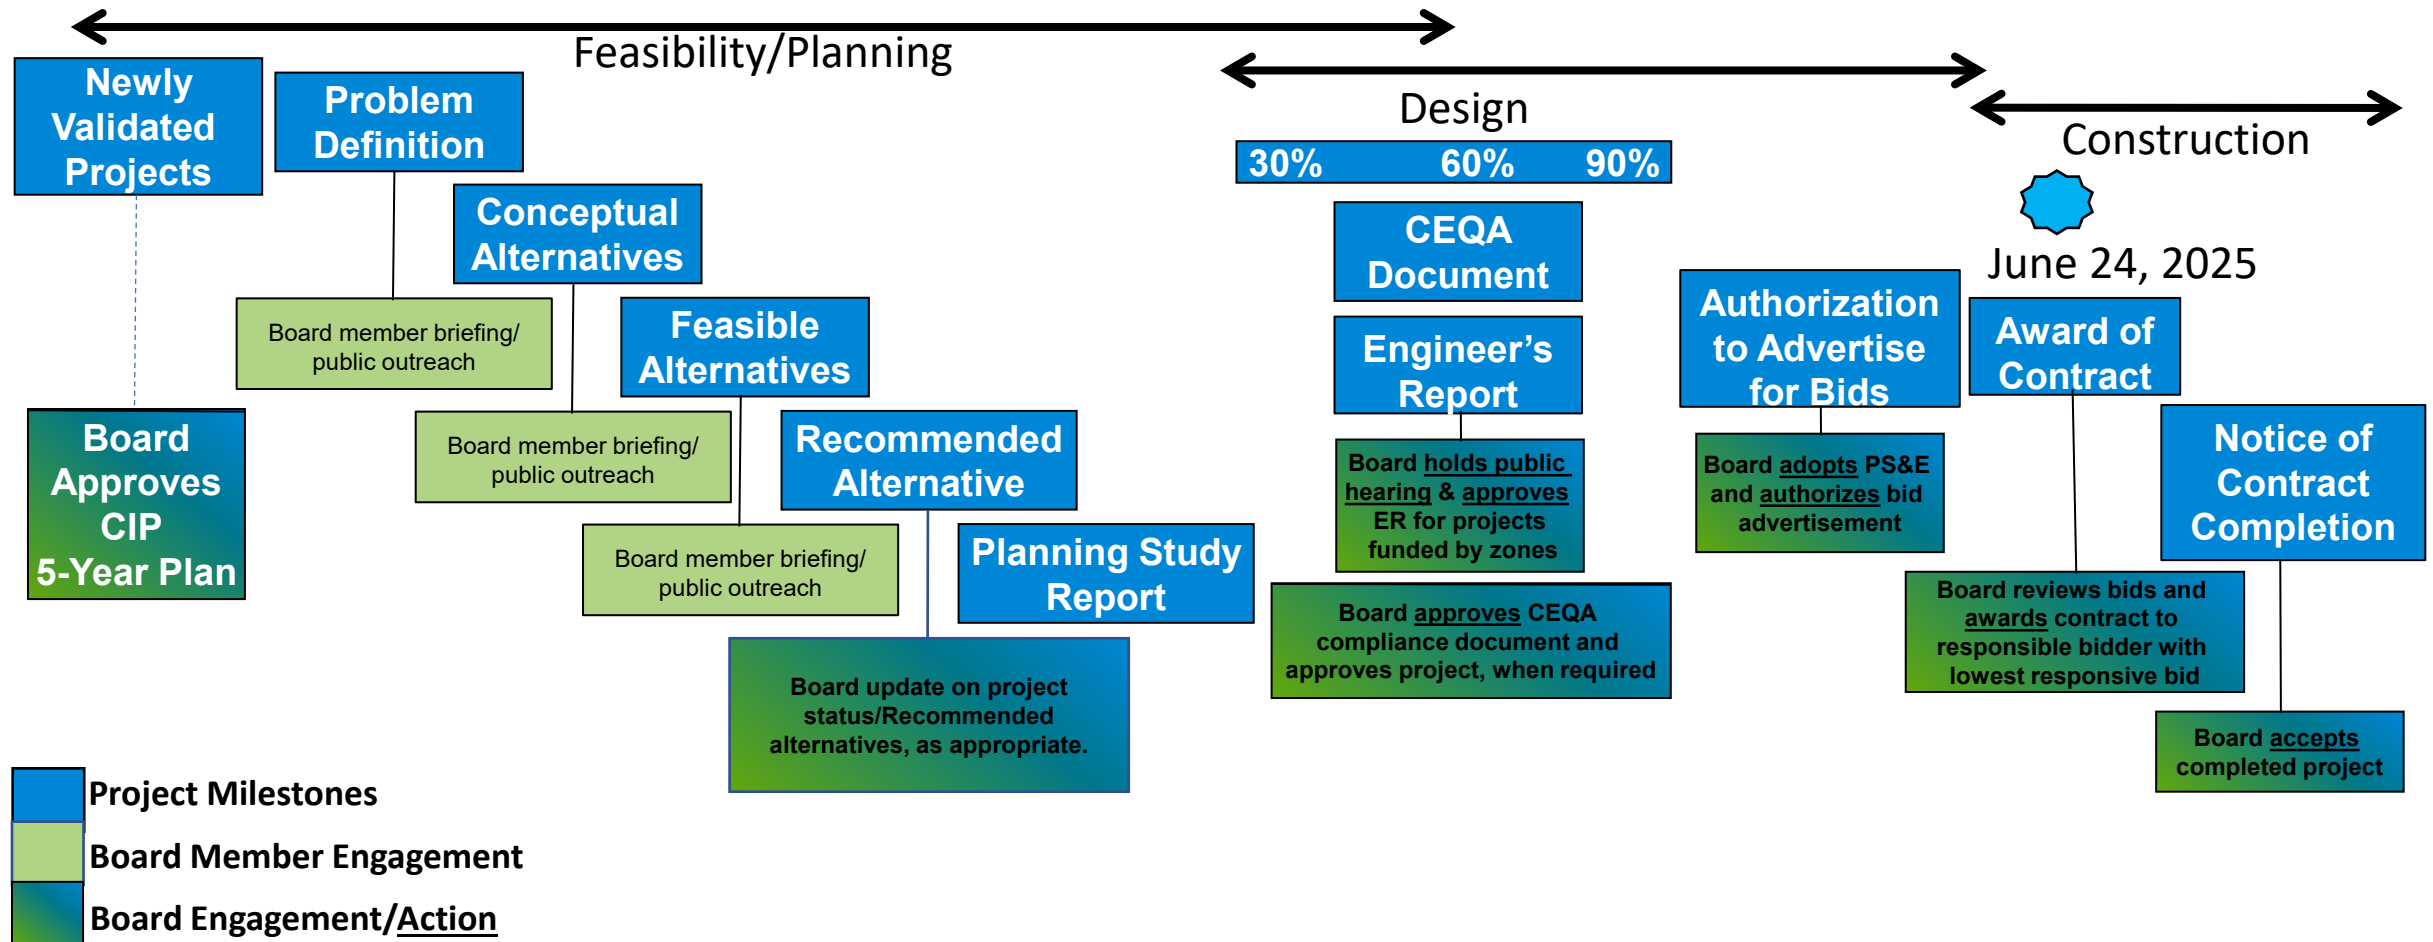 Feasibility/Planning
Design
Construction
Newly
Validated
Projects
Problem
Definition
Conceptual
Alternatives
Feasible
Alternatives
Recommended
Alternative
Planning Study
Report
30% 60% 90%
CEQA
Document
Engineer’s
Report
Authorization
to Advertise
for Bids
June 24, 2025
Award of
Contract
Notice of
Contract
Completion
Board
Approves
CIP
5-Year Plan
Board member briefing/
public outreach
Board member briefing/
public outreach
Board member briefing/
public outreach
Board update on project
status/Recommended
alternatives, as appropriate.
Board holds public
hearing & approves
ER for projects
funded by zones
Board approves CEQA
compliance document and
approves project, when required
Board adopts PS&E
and authorizes bid
advertisement
Board reviews bids and
awards contract to
responsible bidder with
lowest responsive bid
Board accepts
completed project
Project Milestones
Board Member Engagement
Board Engagement/Action